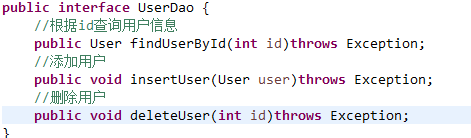 public interface UserDao {
//根据id查询用户信息
public User findUserById(int id)throws Exception;
//添加用户
public void insertUser(User user)throws Exception;
//删除用户
public void deleteUser(int id)throws Exception;
}